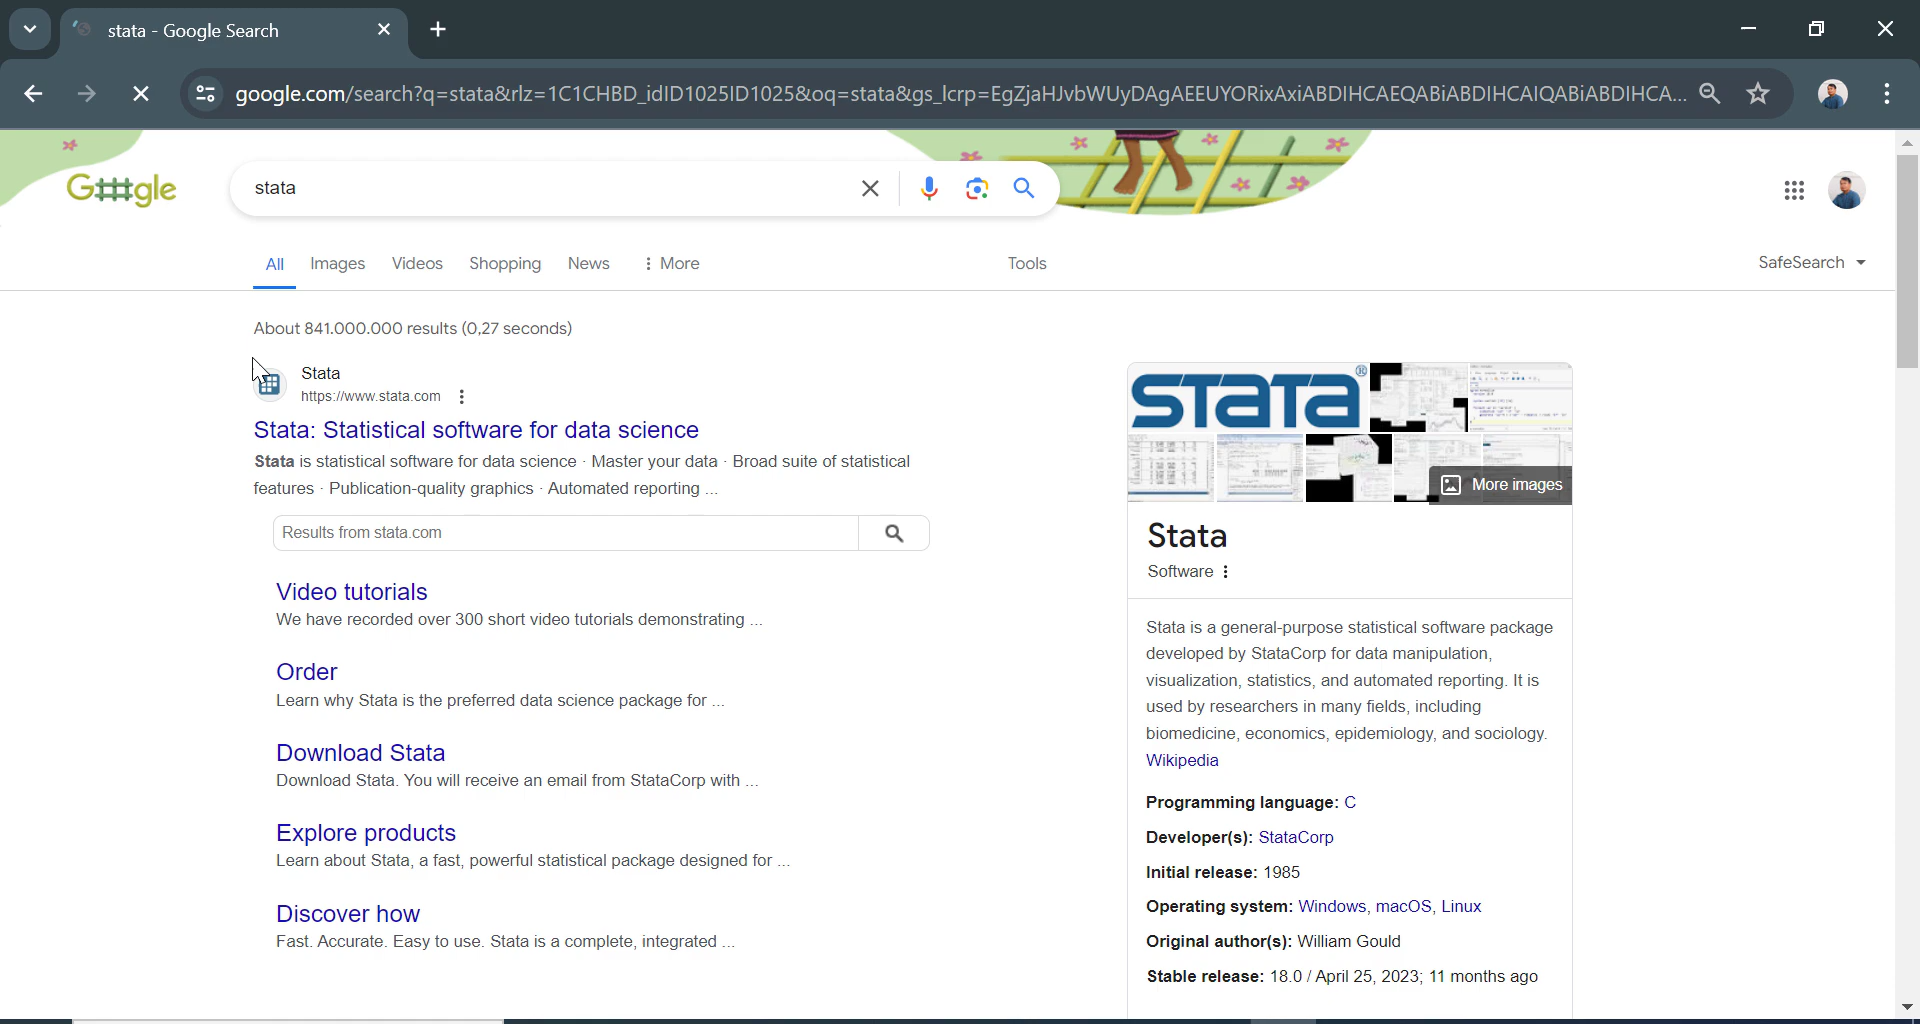 stata - Google Search
google.com/search?q=stata&rlz=1C1CHBD_idID1025ID1025&oq=stata&gs_lcrp=EgZjaHJvbWUyDAgAEEUYORixAxiABDIHCAEQABiABDIHCAIQABiABDIHCA...
stata
All Images Videos Shopping News More Tools SafeSearch
About 841.000.000 results (0,27 seconds)
Stata
https://www.stata.com
Stata: Statistical software for data science
Stata is statistical software for data science · Master your data · Broad suite of statistical
features · Publication-quality graphics · Automated reporting ...
Results from stata.com
Video tutorials
We have recorded over 300 short video tutorials demonstrating ...
Order
Learn why Stata is the preferred data science package for ...
Download Stata
Download Stata. You will receive an email from StataCorp with ...
Explore products
Learn about Stata, a fast, powerful statistical package designed for ...
Discover how
Fast. Accurate. Easy to use. Stata is a complete, integrated ...
stata®
More images
Stata
Software
Stata is a general-purpose statistical software package
developed by StataCorp for data manipulation,
visualization, statistics, and automated reporting. It is
used by researchers in many fields, including
biomedicine, economics, epidemiology, and sociology.
Wikipedia
Programming language: C
Developer(s): StataCorp
Initial release: 1985
Operating system: Windows, macOS, Linux
Original author(s): William Gould
Stable release: 18.0 / April 25, 2023; 11 months ago